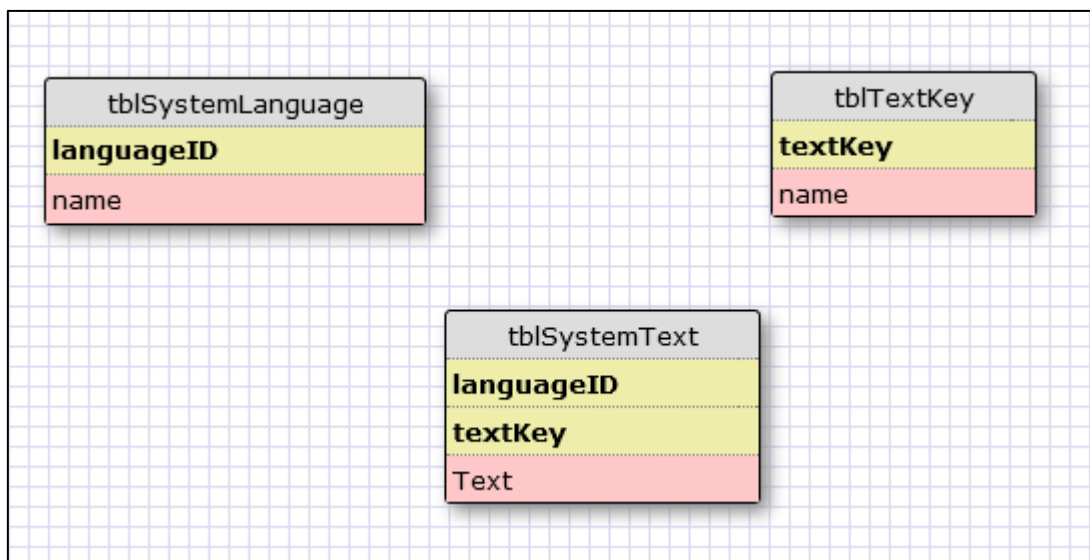 tblSystemLanguage
languageID
name
tblTextKey
textKey
name
tblSystemText
languageID
textKey
Text